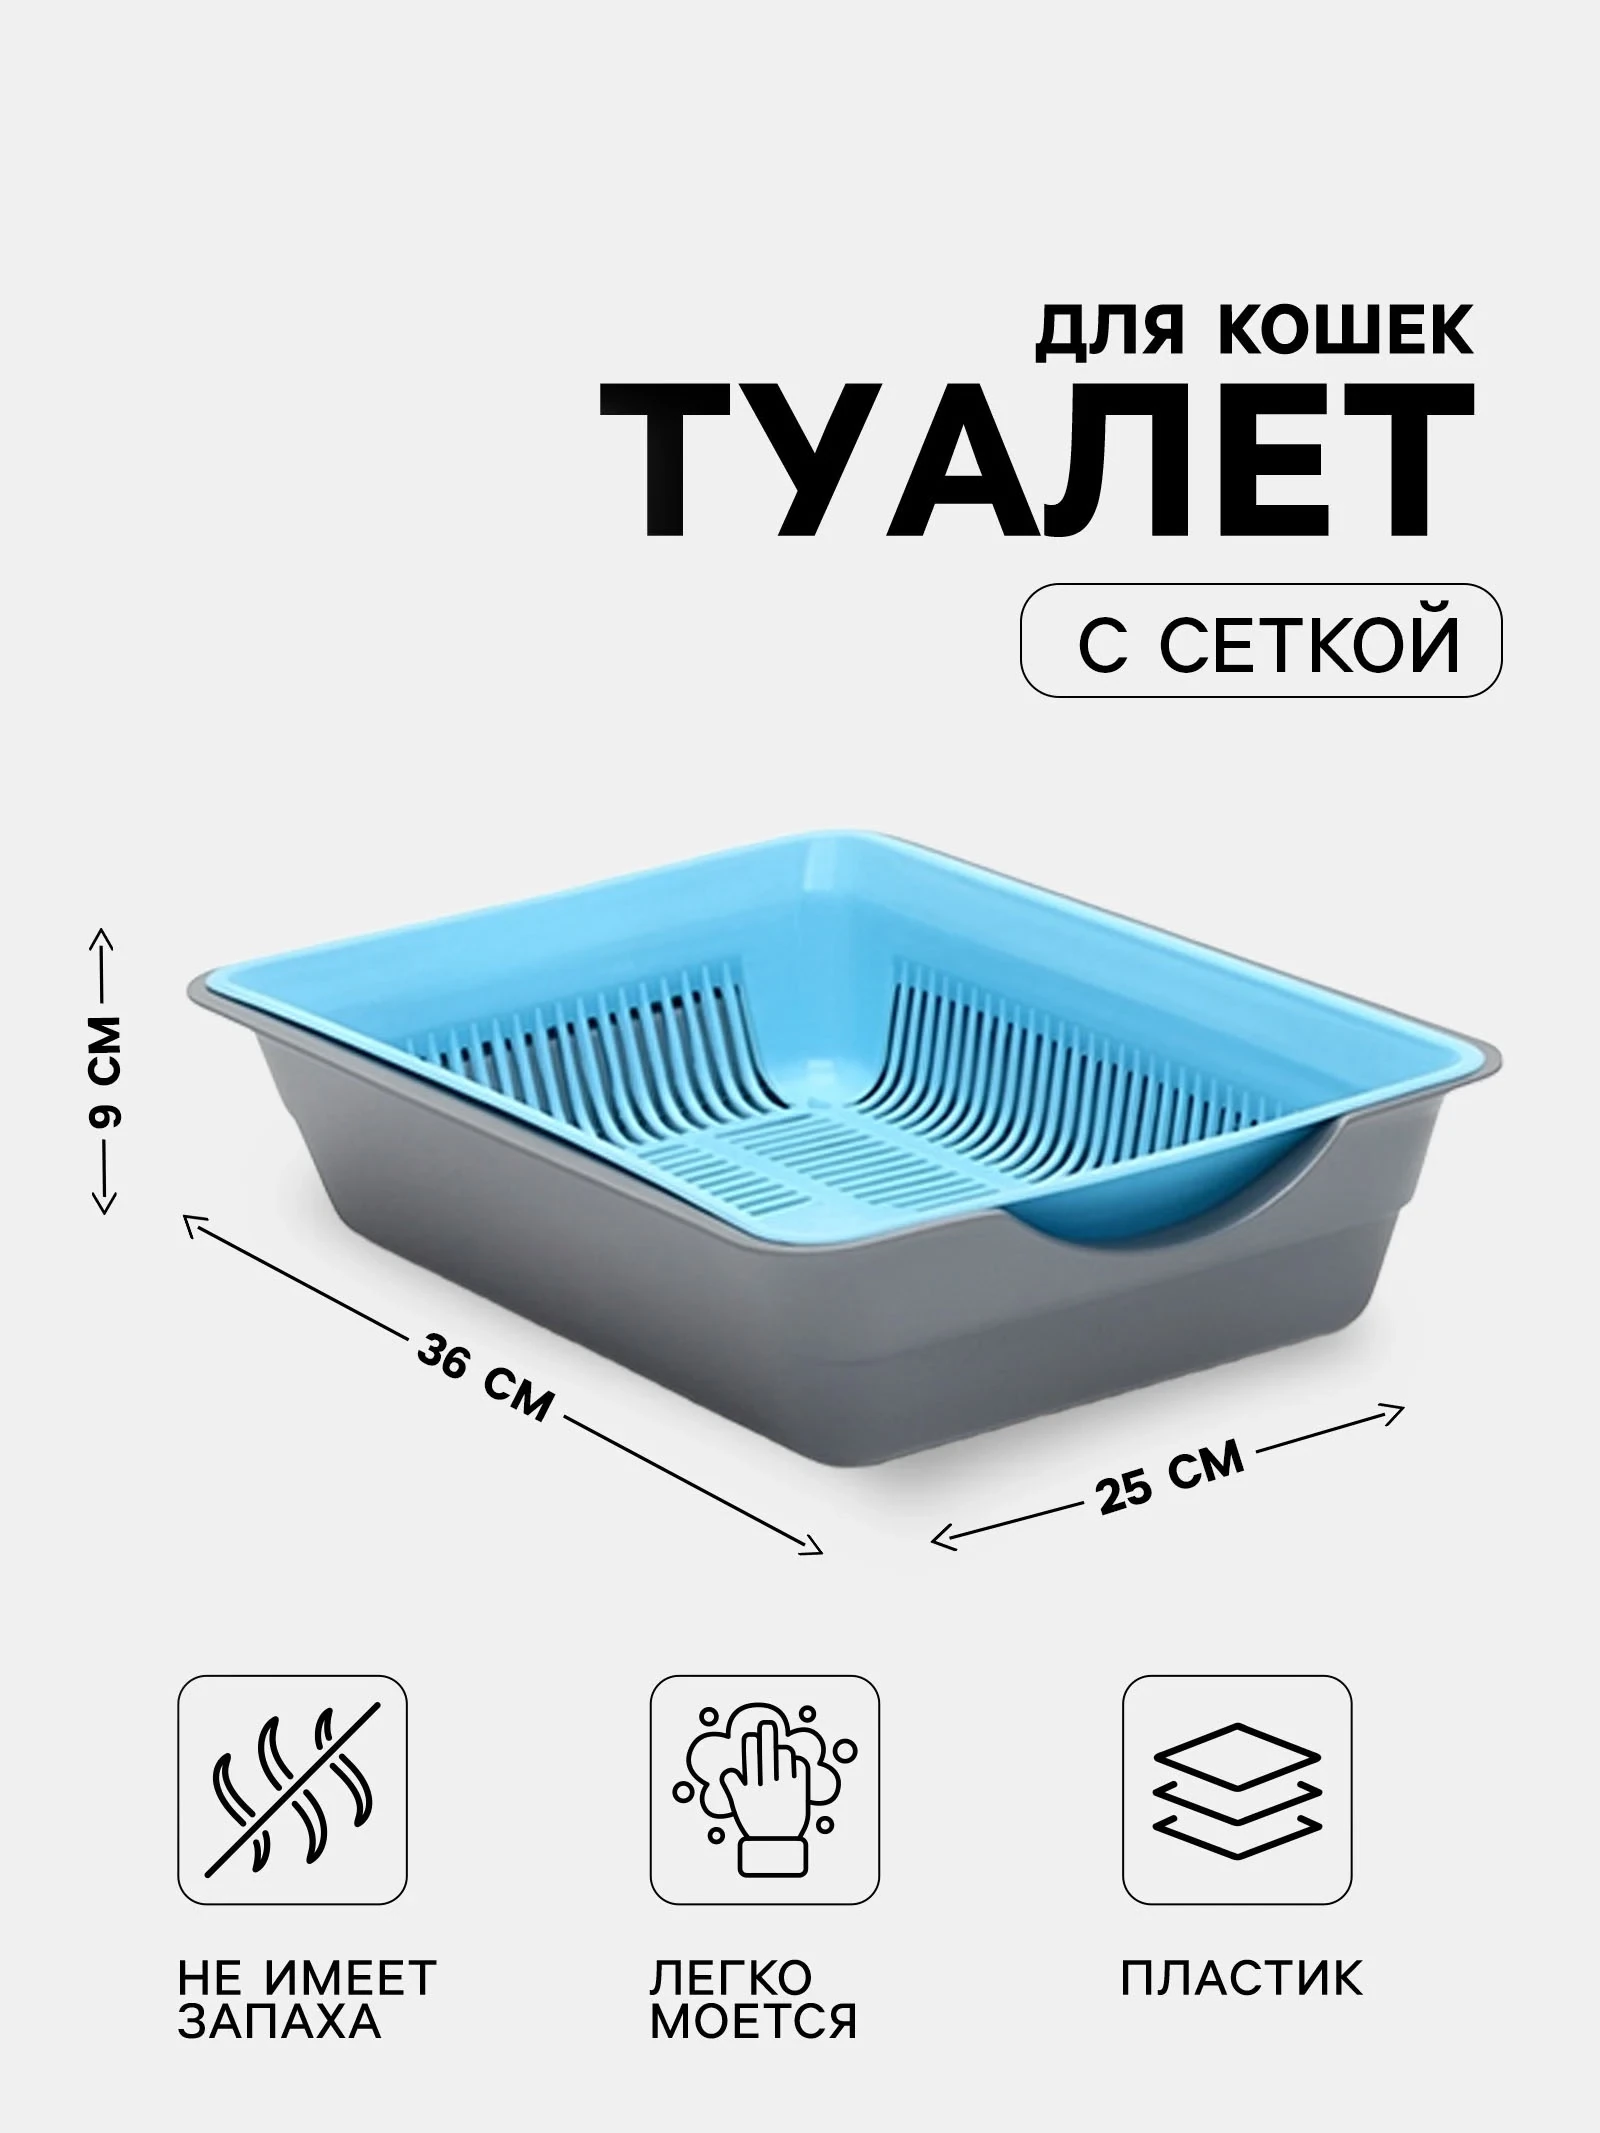 ДЛЯ КОШЕК
ТУАЛЕТ
С СЕТКОЙ
9 СМ
36 СМ
25 СМ
НЕ ИМЕЕТ
ЗАПАХА
ЛЕГКО
МОЕТСЯ
ПЛАСТИК